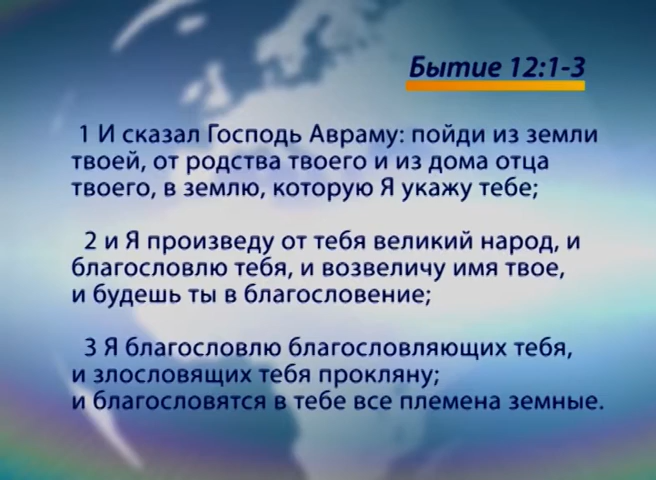 Бытие 12:1-3
1 И сказал Господь Авраму: пойди из земли
твоей, от родства твоего и из дома отца
твоего, в землю, которую Я укажу тебе;
2 и Я произведу от тебя великий народ, и
благословлю тебя, и возвеличу имя твое,
и будешь ты в благословение;
3 Я благословлю благословляющих тебя,
и злословящих тебя прокляну;
и благословятся в тебе все племена земные.